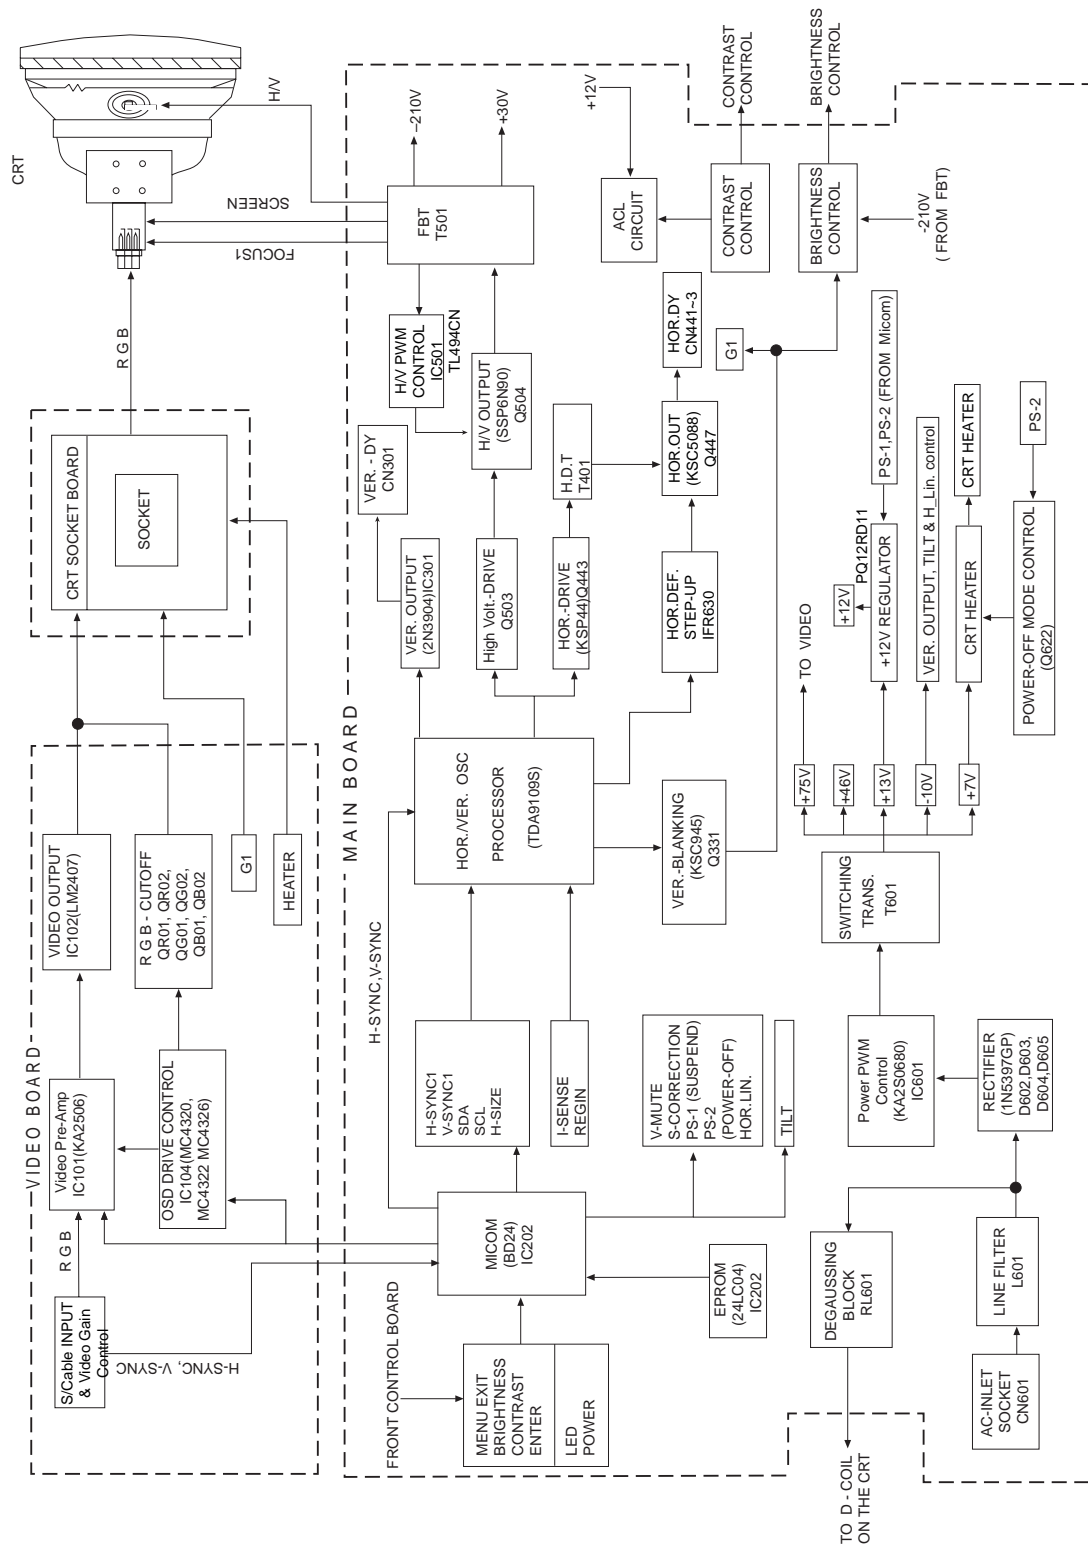 VIDEO BOARD
S/Cable INPUT
& Video Gain
Control
R G B
H-SYNC, V-SYNC
Video Pre-Amp
IC101(KA2506)
OSD DRIVE CONTROL
IC104(MC4320,
MC4322 MC4326)
VIDEO OUTPUT
IC102(LM2407)
R G B - CUTOFF
QR01, QR02,
QG01, QG02,
QB01, QB02
G1
HEATER
CRT SOCKET BOARD
SOCKET
R G B
CRT
FOCUS1
SCREEN
H/V
MAIN BOARD
FRONT CONTROL BOARD
MENU EXIT
BRIGHTNESS
CONTRAST
ENTER
LED
POWER
MICOM
(BD24)
IC202
EPROM
(24LC04)
IC202
H-SYNC,V-SYNC
H-SYNC1
V-SYNC1
SDA
SCL
H-SIZE
I-SENSE
REGIN
V-MUTE
S-CORRECTION
PS-1 (SUSPEND)
PS-2
(POWER-OFF)
HOR.LIN.
TILT
HOR./VER. OSC
PROCESSOR
(TDA9109S)
VER.-BLANKING
(KSC945)
Q331
VER. OUTPUT
(2N3904)IC301
VER. - DY
CN301
High Volt.-DRIVE
Q503
HOR.-DRIVE
(KSP44)Q443
HOR.DEF.
STEP-UP
IFR630
H/V PWM
CONTROL
IC501
TL494CN
H/V OUTPUT
(SSP6N90)
Q504
H.D.T
T401
HOR.OUT
(KSC5088)
Q447
HOR.DY
CN441~3
FBT
T501
–210V
+30V
+12V
ACL
CIRCUIT
CONTRAST
CONTROL
CONTRAST
CONTROL
G1
BRIGHTNESS
CONTROL
BRIGHTNESS
CONTROL
-210V
( FROM FBT)
TO D - COIL
ON THE CRT
DEGAUSSING
BLOCK
RL601
AC-INLET
SOCKET
CN601
LINE FILTER
L601
RECTIFIER
(1N5397GP)
D602,D603,
D604,D605
Power PWM
Control
(KA2S0680)
IC601
SWITCHING
TRANS.
T601
+75V
+46V
+13V
-10V
+7V
TO VIDEO
+12V
PQ12RD11
+12V REGULATOR
PS-1,PS-2 (FROM Micom)
VER. OUTPUT, TILT & H_Lin. control
CRT HEATER
CRT HEATER
POWER-OFF MODE CONTROL
(Q622)
PS-2